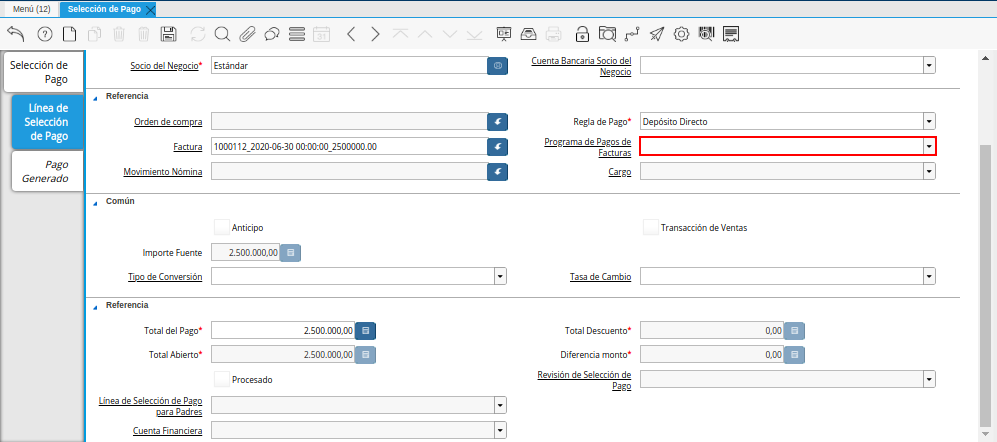 Menú (12)
Selección de Pago
Selección de
Pago
Línea de
Selección
de Pago
Pago
Generado
Socio del Negocio*
Estándar
Cuenta Bancaria Socio del
Negocio
Referencia
Orden de compra
Regla de Pago*
Depósito Directo
Factura
1000112_2020-06-30 00:00:00_2500000.00
Programa de Pagos de
Facturas
Movimiento Nómina
Cargo
Común
Anticipo
Transacción de Ventas
Importe Fuente
2.500.000,00
Tipo de Conversión
Tasa de Cambio
Referencia
Total del Pago*
2.500.000,00
Total Descuento*
0,00
Total Abierto*
2.500.000,00
Diferencia monto*
0,00
Procesado
Revisión de Selección de
Pago
Línea de Selección de Pago
para Padres
Cuenta Financiera